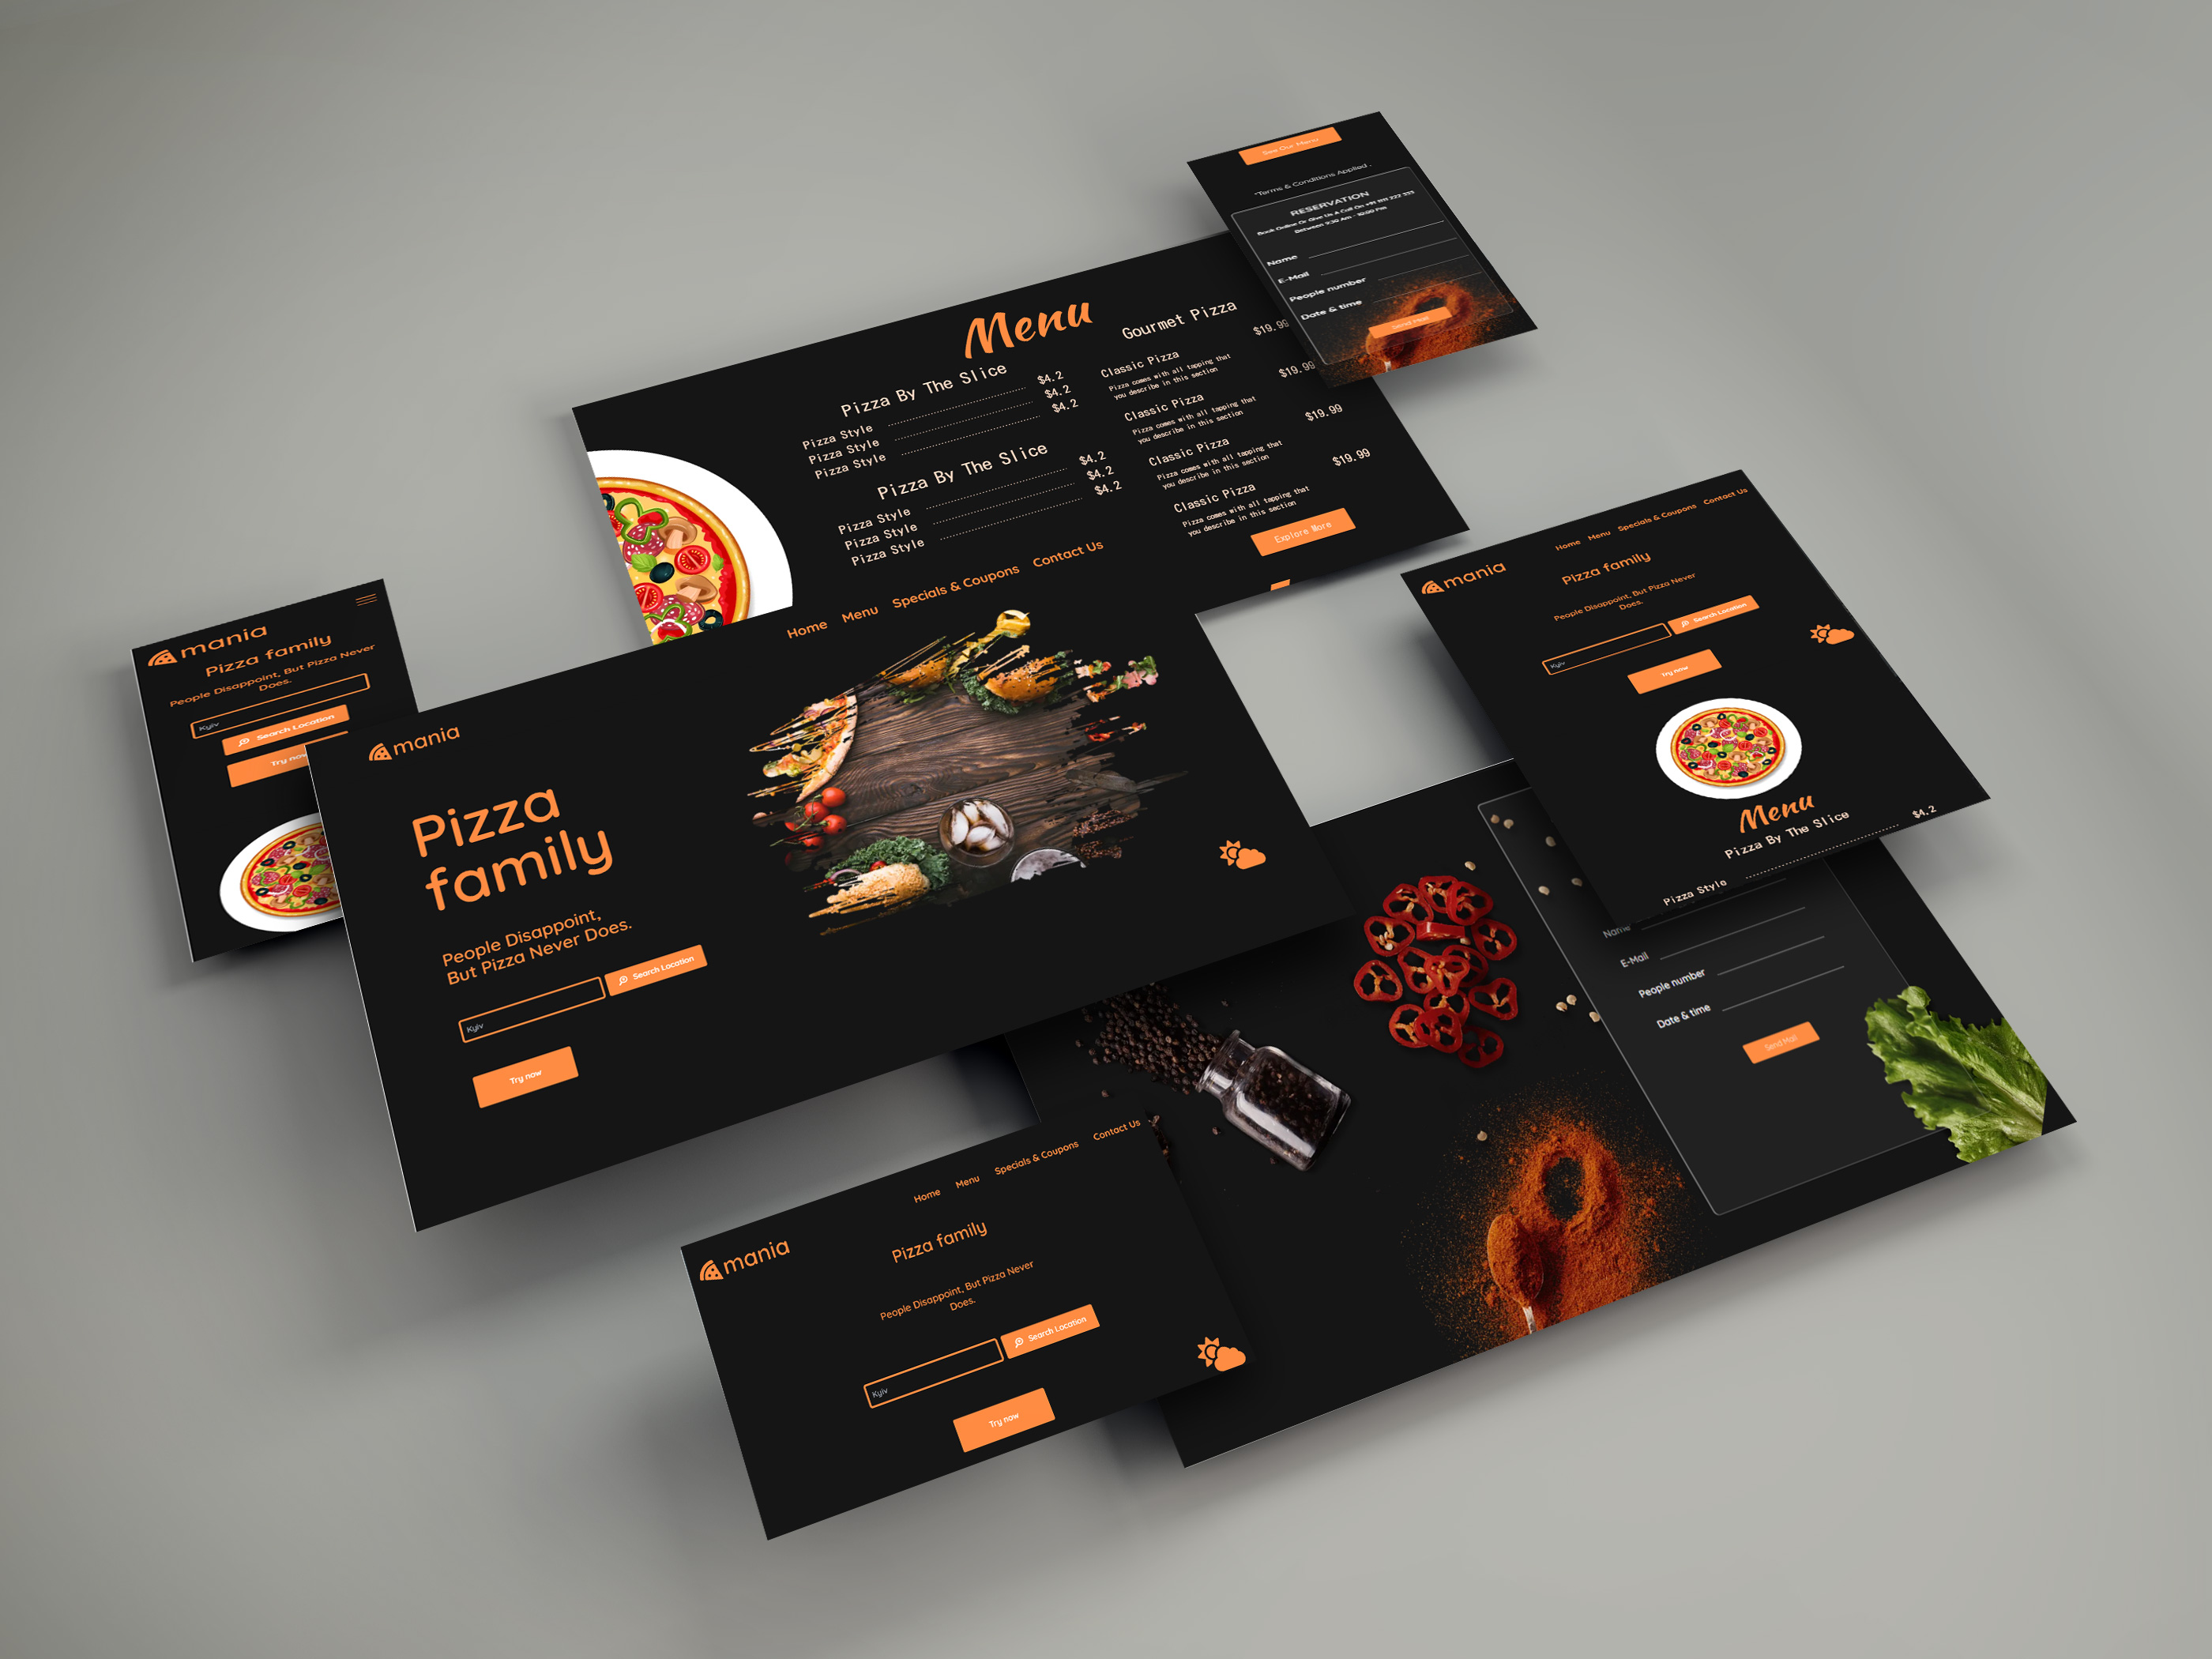 See Our Menu
*Terms & Conditions Applied .
RESERVATION
Between 9:30 Am - 10:00 Pm
Name
E-Mail
People number
Date & time
Send Mail
Menu
Pizza By The Slice
Pizza Style $4.2
Pizza Style $4.2
Pizza Style $4.2
Pizza By The Slice
Pizza Style $4.2
Pizza Style $4.2
Pizza Style $4.2
Gourmet Pizza
Classic Pizza $19.99
Pizza comes with all tapping that
you describe in this section
Classic Pizza $19.99
Pizza comes with all tapping that
you describe in this section
Classic Pizza $19.99
Pizza comes with all tapping that
you describe in this section
Classic Pizza $19.99
Pizza comes with all tapping that
you describe in this section
Explore More
mania
Pizza family
People Disappoint, But Pizza Never
Does.
Kyiv
Search Location
Try now
Home Menu Specials & Coupons Contact Us
mania
Pizza
family
People Disappoint,
But Pizza Never Does.
Kyiv
Search Location
Try now
Home Menu Specials & Coupons Contact Us
mania
Pizza family
People Disappoint, But Pizza Never
Does.
Kyiv
Search Location
Try now
Menu
Pizza By The Slice
Pizza Style $4.2
Name
E-Mail
People number
Date & time
Send Mail
Home Menu Specials & Coupons Contact Us
mania
Pizza family
People Disappoint, But Pizza Never
Does.
Kyiv
Search Location
Try now